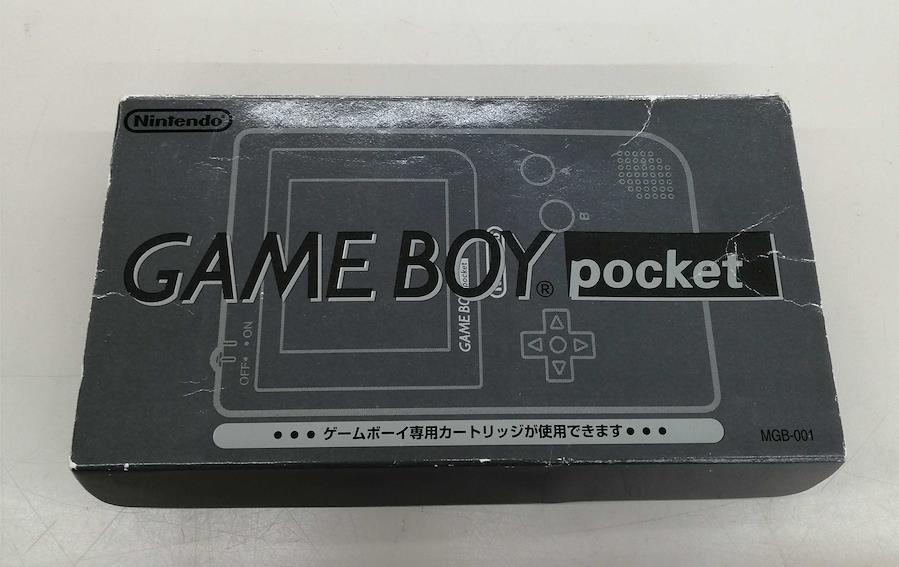 Nintendo®
GAME BOY® pocket
B
GAME BOY pocket
OFF• •ON
●●● ゲームボーイ専用カートリッジが使用できます ●●●
MGB-001